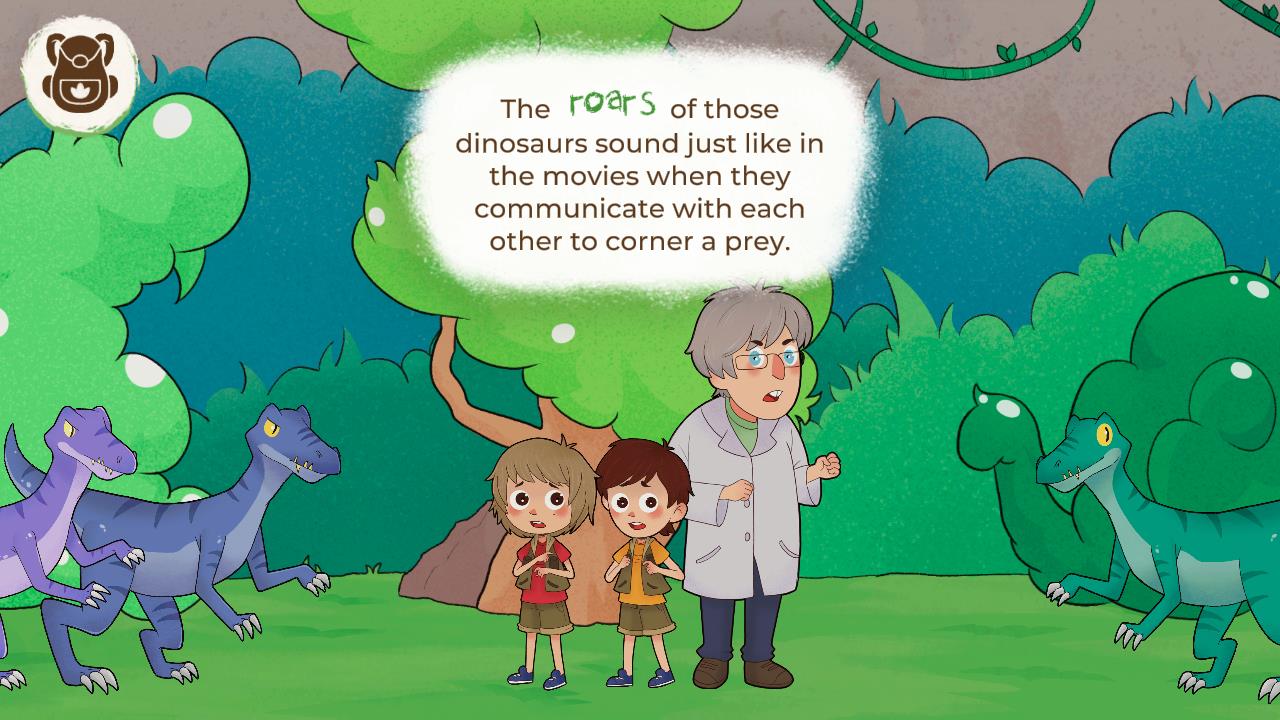 The roars of those
dinosaurs sound just like in
the movies when they
communicate with each
other to corner a prey.